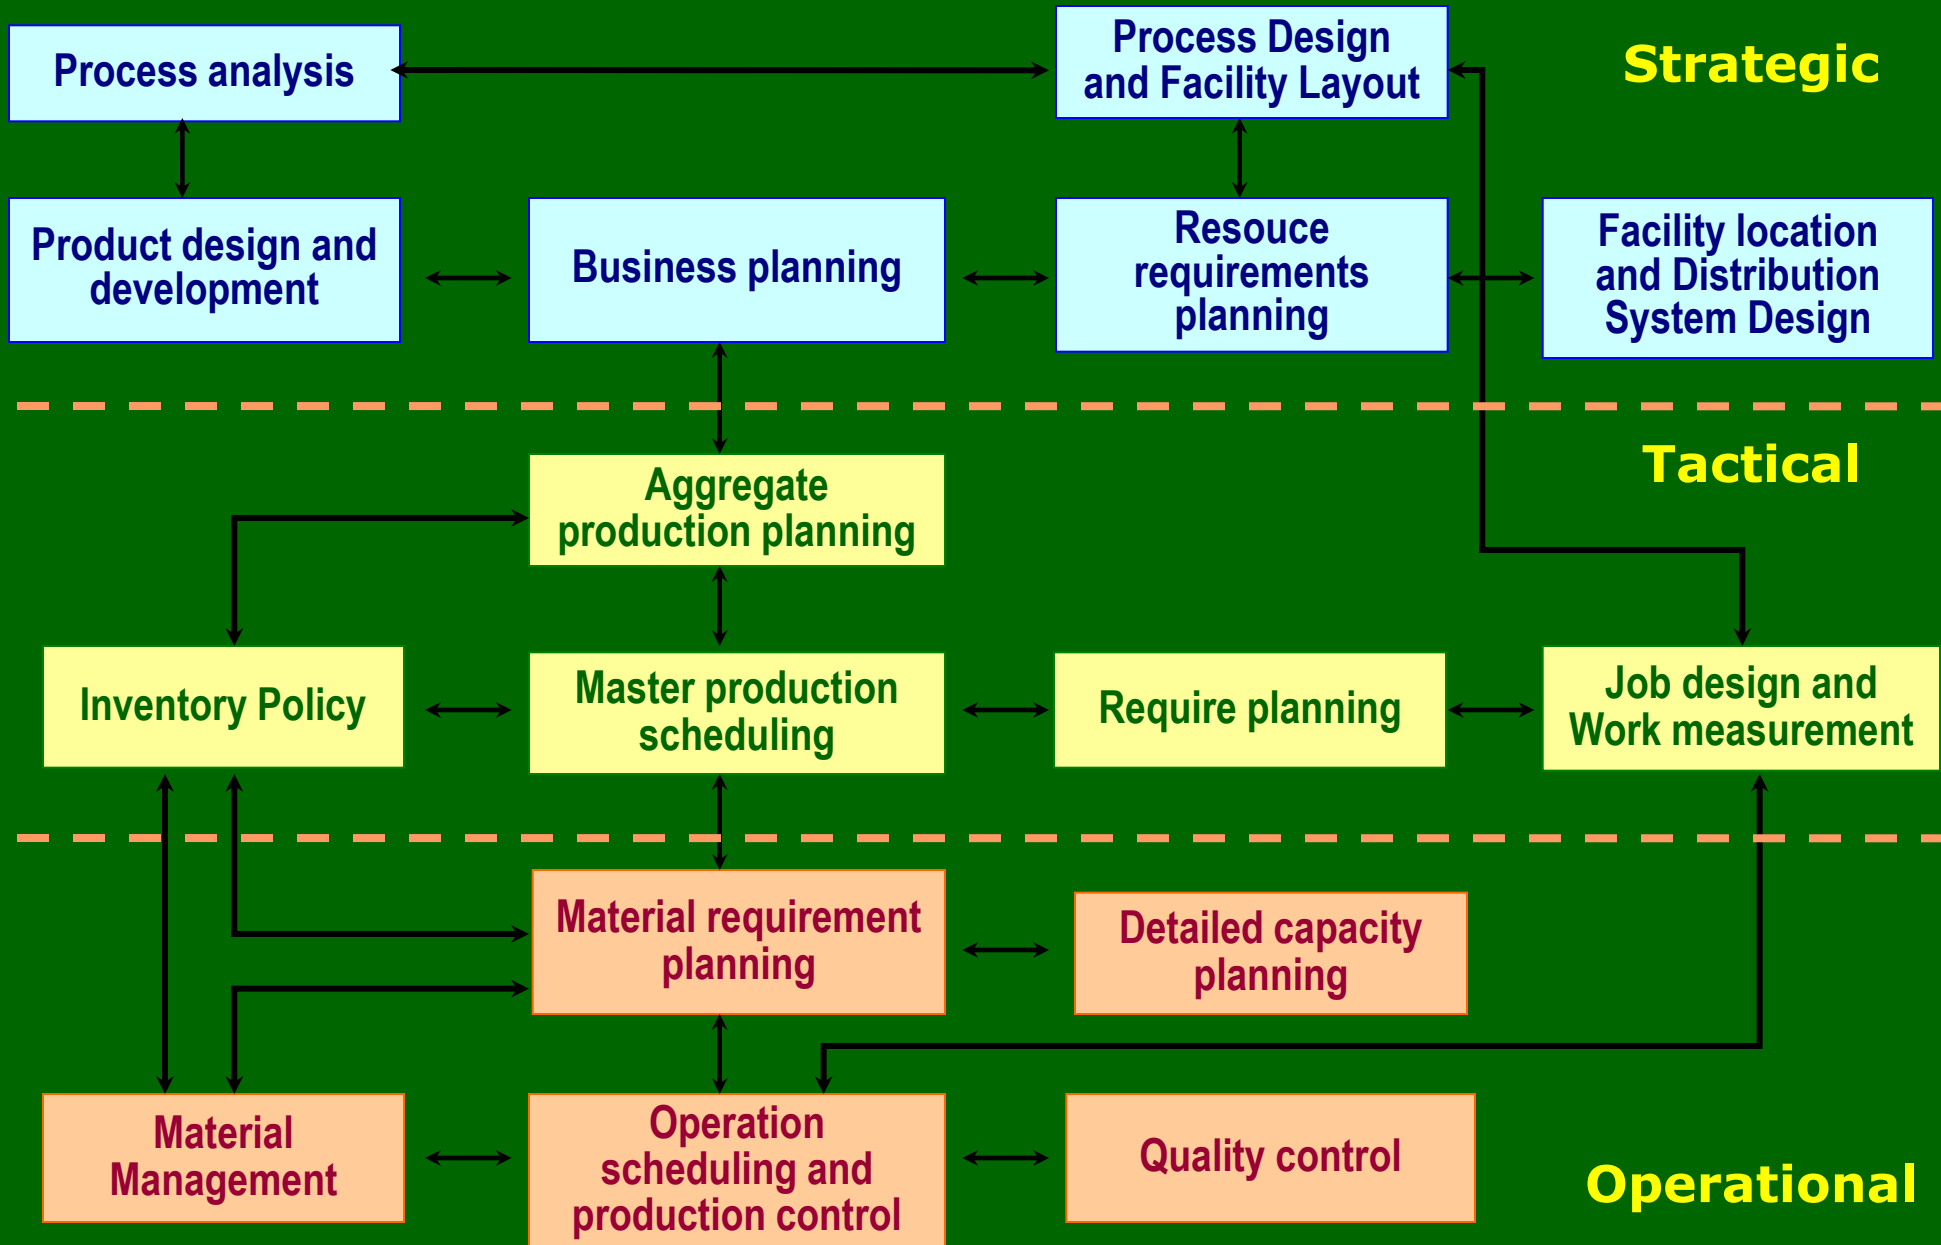 Process analysis
Process Design
and Facility Layout
Strategic
Product design and
development
Business planning
Resouce
requirements
planning
Facility location
and Distribution
System Design
Tactical
Aggregate
production planning
Inventory Policy
Master production
scheduling
Require planning
Job design and
Work measurement
Material requirement
planning
Detailed capacity
planning
Material
Management
Operation
scheduling and
production control
Quality control
Operational